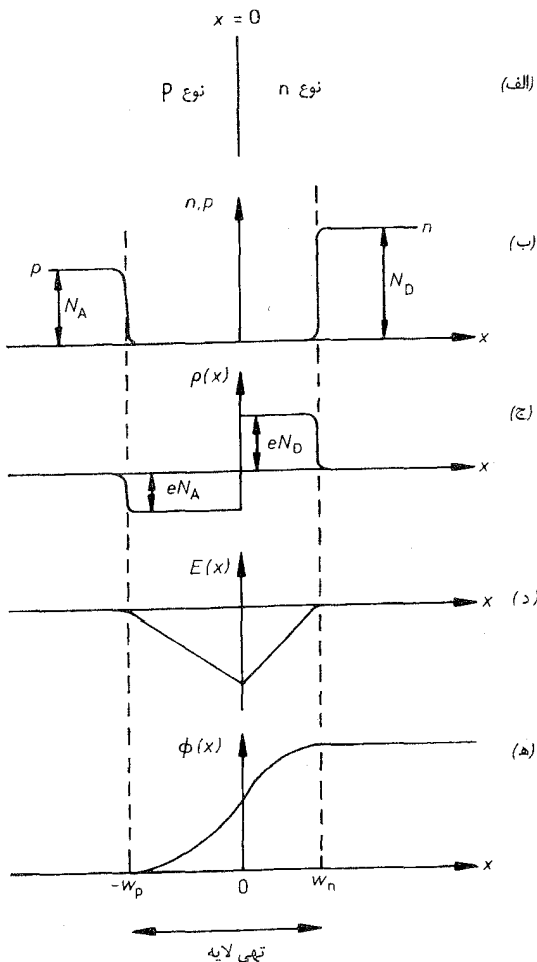 x = 0
(الف)
نوع P
نوع n
n,p
(ب)
p
n
N_A
N_D
x
ρ(x)
(ج)
eN_D
x
eN_A
E(x)
x
(د)
ϕ(x)
(ه)
x
-w_p
0
w_n
تهی لایه